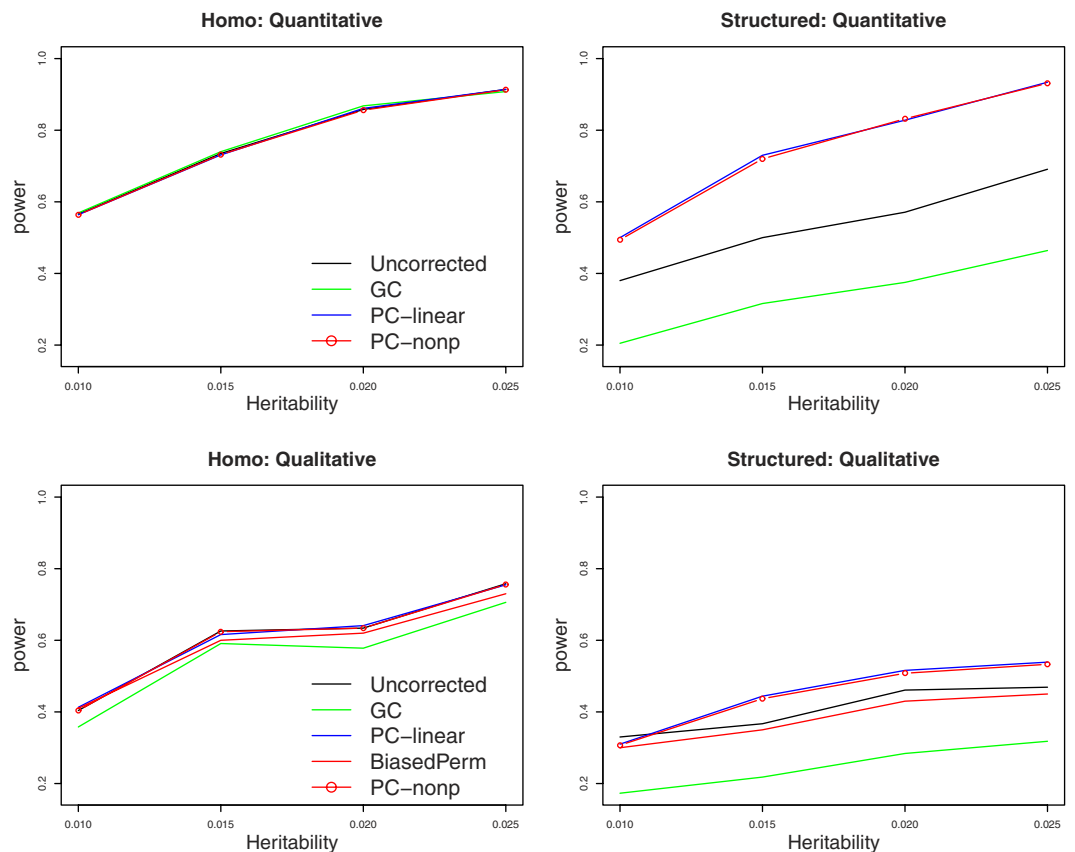 Homo: Quantitative
1.0
0.8
0.6
0.4
0.2
power
Uncorrected
GC
PC-linear
PC-nonp
0.010 0.015 0.020 0.025
Heritability
Structured: Quantitative
1.0
0.8
0.6
0.4
0.2
power
0.010 0.015 0.020 0.025
Heritability
Homo: Qualitative
1.0
0.8
0.6
0.4
0.2
power
Uncorrected
GC
PC-linear
BiasedPerm
PC-nonp
0.010 0.015 0.020 0.025
Heritability
Structured: Qualitative
1.0
0.8
0.6
0.4
0.2
power
0.010 0.015 0.020 0.025
Heritability